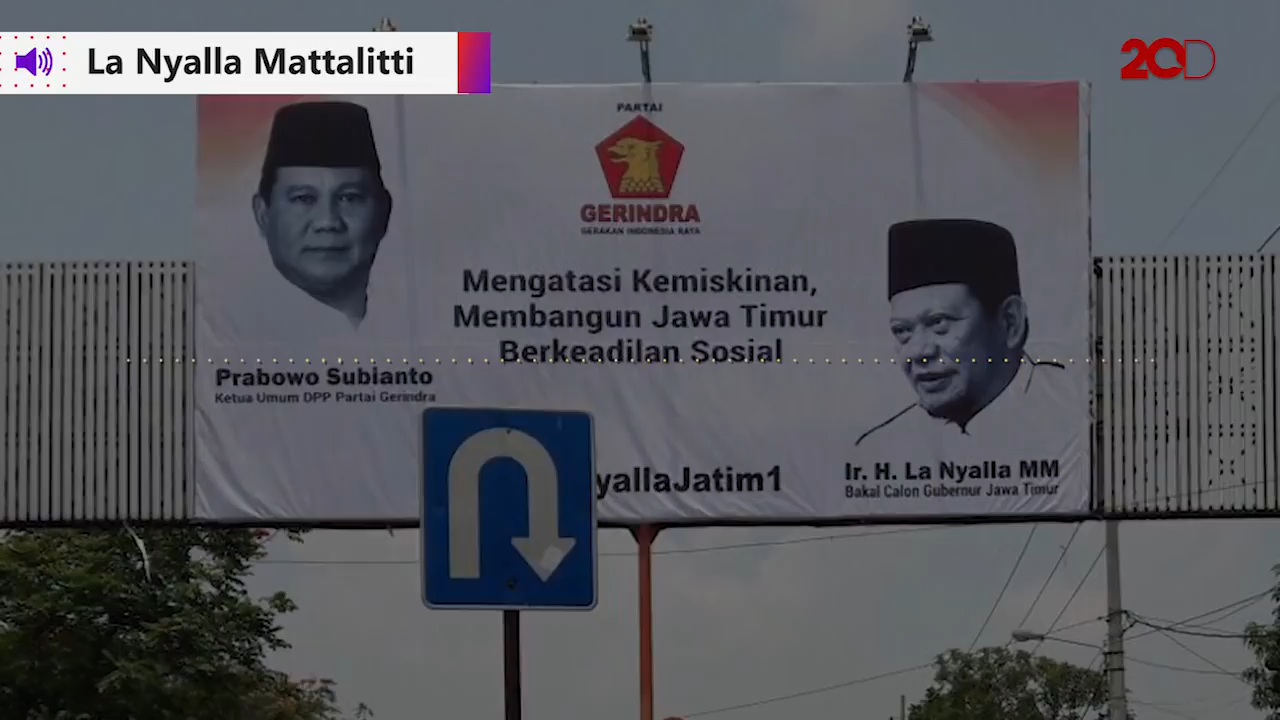 La Nyalla Mattalitti
20D
PARTAI
GERINDRA
GERAKAN INDONESIA RAYA
Mengatasi Kemiskinan,
Membangun Jawa Timur
Berkeadilan Sosial
Prabowo Subianto
Ketua Umum DPP Partai Gerindra
yallaJatim1
Ir. H. La Nyalla MM
Bakal Calon Gubernur Jawa Timur